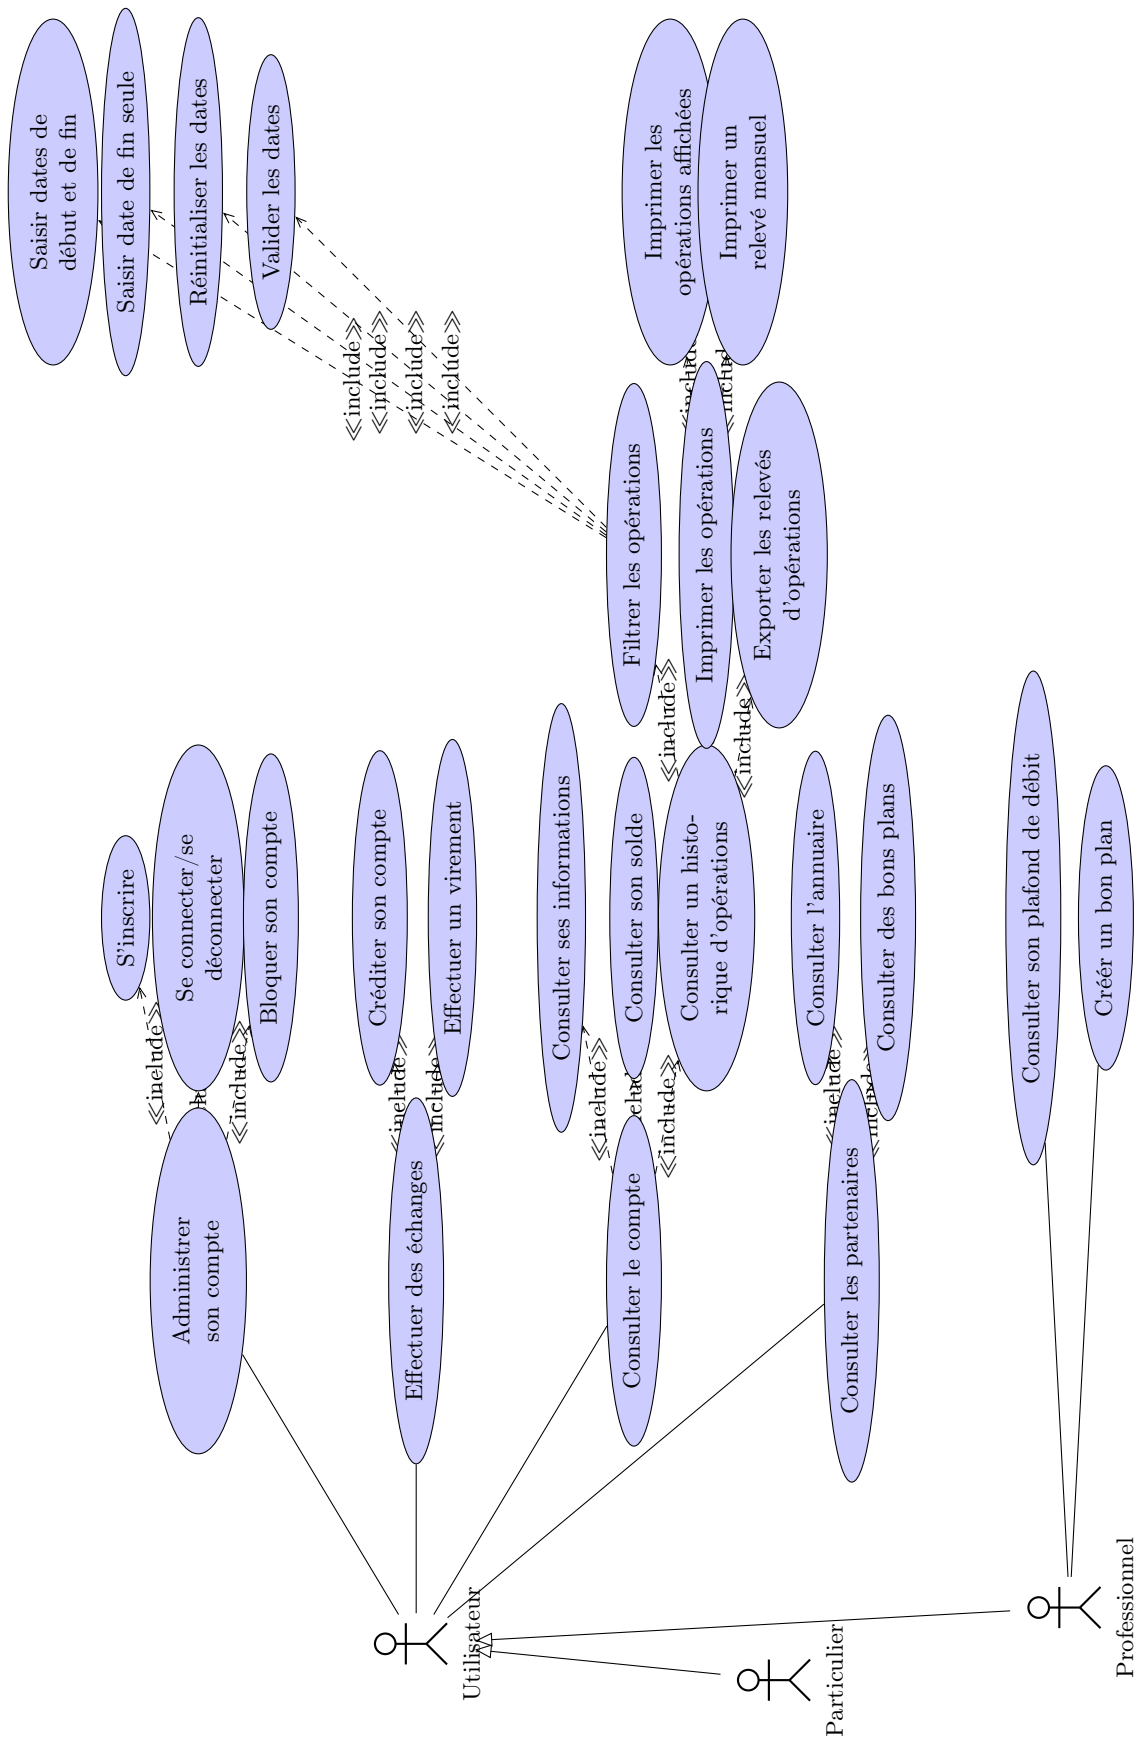 Saisir dates de
début et de fin
Saisir date de fin seule
Réinitialiser les dates
Valider les dates
«include»
«include»
«include»
«include»
Imprimer les
opérations affichées
Imprimer un
relevé mensuel
«include
«includ
Filtrer les opérations
Imprimer les opérations
Exporter les relevés
d'opérations
«include»
«include»
S'inscrire
Se connecter/se
déconnecter
Bloquer son compte
«include»
«include»
Créditer son compte
Effectuer un virement
«include»
«include»
Consulter ses informations
Consulter son solde
Consulter un histo-
rique d'opérations
«include»
clud
«include»
Consulter l'annuaire
Consulter des bons plans
«include»
«include»
Consulter son plafond de débit
Créér un bon plan
Administrer
son compte
Effectuer des échanges
Consulter le compte
Consulter les partenaires
Utilisateur
Particulier
Professionnel